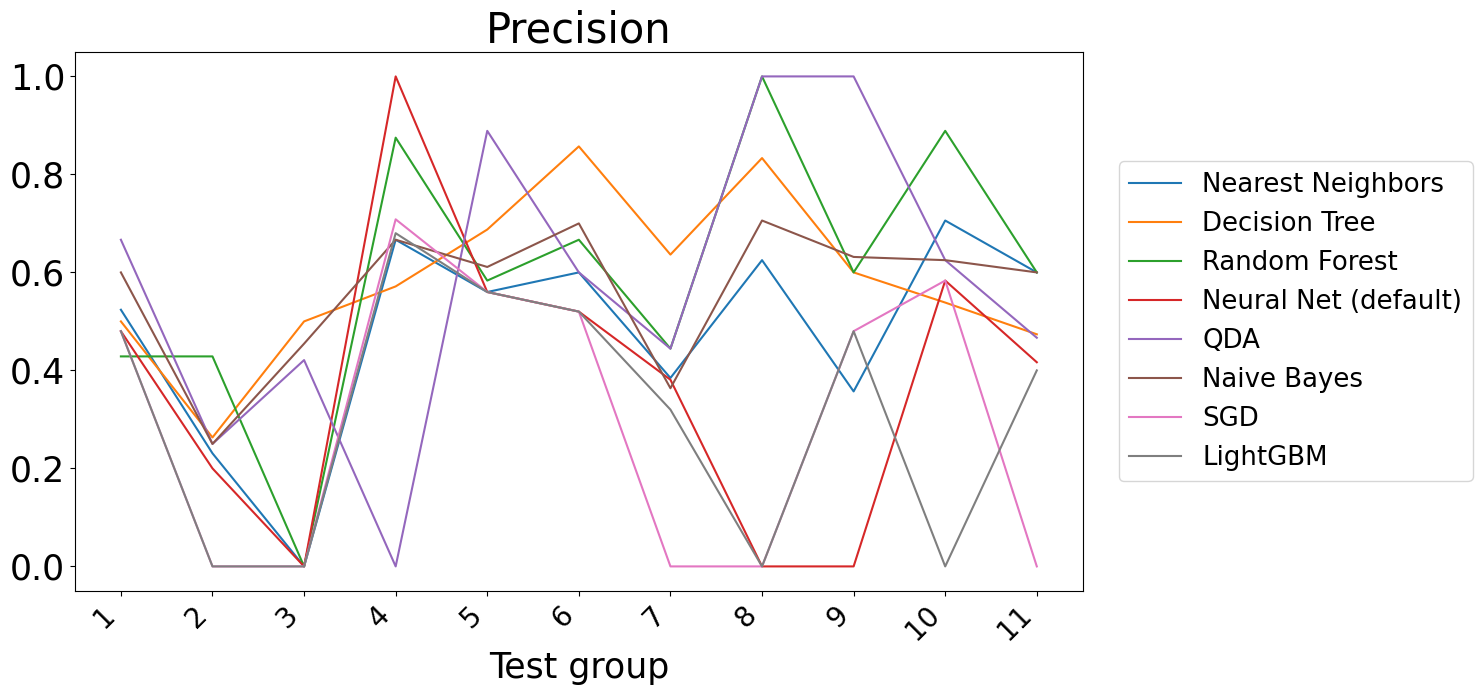 Precision
1.0
0.8
0.6
0.4
0.2
0.0
1 2 3 4 5 6 7 8 9 10 11
Test group
Nearest Neighbors
Decision Tree
Random Forest
Neural Net (default)
QDA
Naive Bayes
SGD
LightGBM